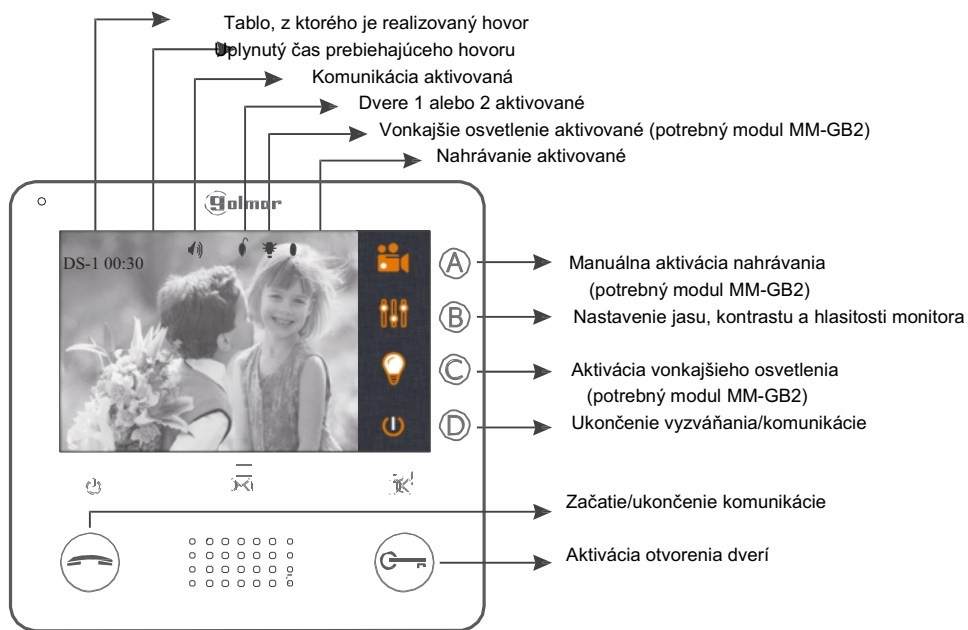 Tablo, z ktorého je realizovaný hovor
Uplynutý čas prebiehajúceho hovoru
Komunikácia aktivovaná
Dvere 1 alebo 2 aktivované
Vonkajšie osvetlenie aktivované (potrebný modul MM-GB2)
Nahrávanie aktivované
golmar
DS-1 00:30
A
Manuálna aktivácia nahrávania
(potrebný modul MM-GB2)
B
Nastavenie jasu, kontrastu a hlasitosti monitora
C
Aktivácia vonkajšieho osvetlenia
(potrebný modul MM-GB2)
D
Ukončenie vyzváňania/komunikácie
Začatie/ukončenie komunikácie
Aktivácia otvorenia dverí